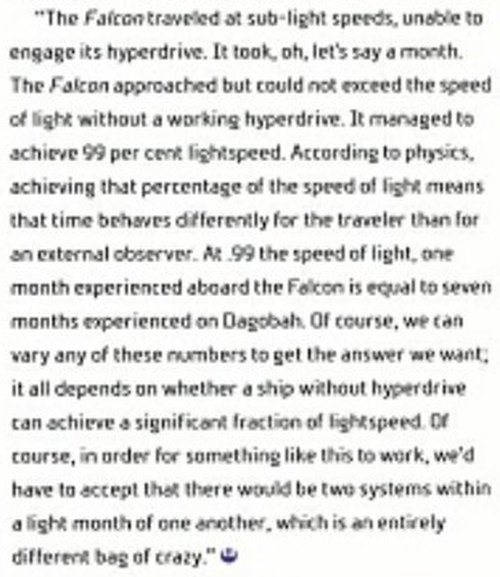 "The Falcon traveled at sub-light speeds, unable to
engage its hyperdrive. It took, oh, let's say a month.
The Falcon approached but could not exceed the speed
of light without a working hyperdrive. It managed to
achieve 99 per cent lightspeed. According to physics,
achieving that percentage of the speed of light means
that time behaves differently for the traveler than for
an external observer. At .99 the speed of light, one
month experienced aboard the Falcon is equal to seven
months experienced on Dagobah. Of course, we can
vary any of these numbers to get the answer we want;
it all depends on whether a ship without hyperdrive
can achieve a significant fraction of lightspeed. Of
course, in order for something like this to work, we'd
have to accept that there would be two systems within
a light month of one another, which is an entirely
different bag of crazy."